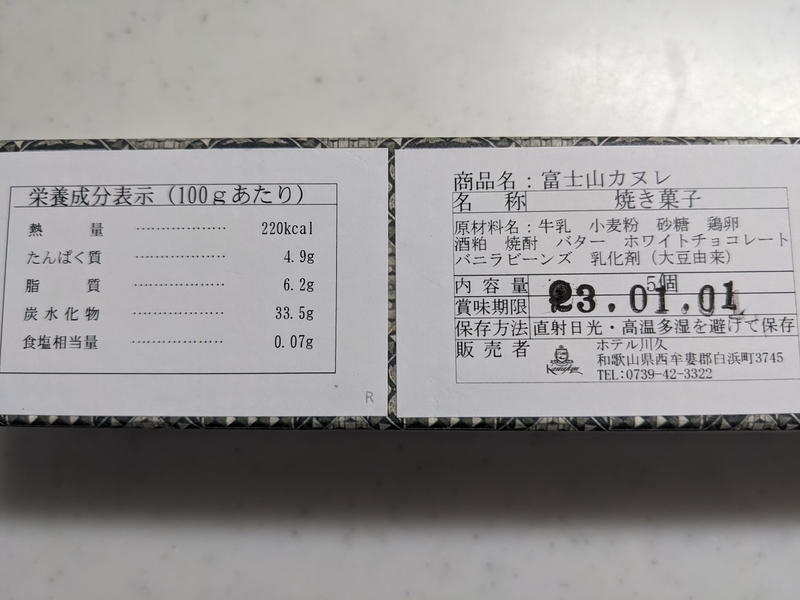 栄養成分表示（100ｇあたり）
熱量 ………………… 220kcal
たんぱく質 ………………… 4.9g
脂質 ………………… 6.2g
炭水化物 ………………… 33.5g
食塩相当量 ………………… 0.07g
R
商品名：富士山カヌレ
名称 焼き菓子
原材料名：牛乳 小麦粉 砂糖 鶏卵
酒粕 焼酎 バター ホワイトチョコレート
バニラビーンズ 乳化剤（大豆由来）
内容量 5個
賞味期限 23.01.01
保存方法 直射日光・高温多湿を避けて保存
販売者 ホテル川久
Kawakyu
和歌山県西牟婁郡白浜町3745
TEL:0739-42-3322